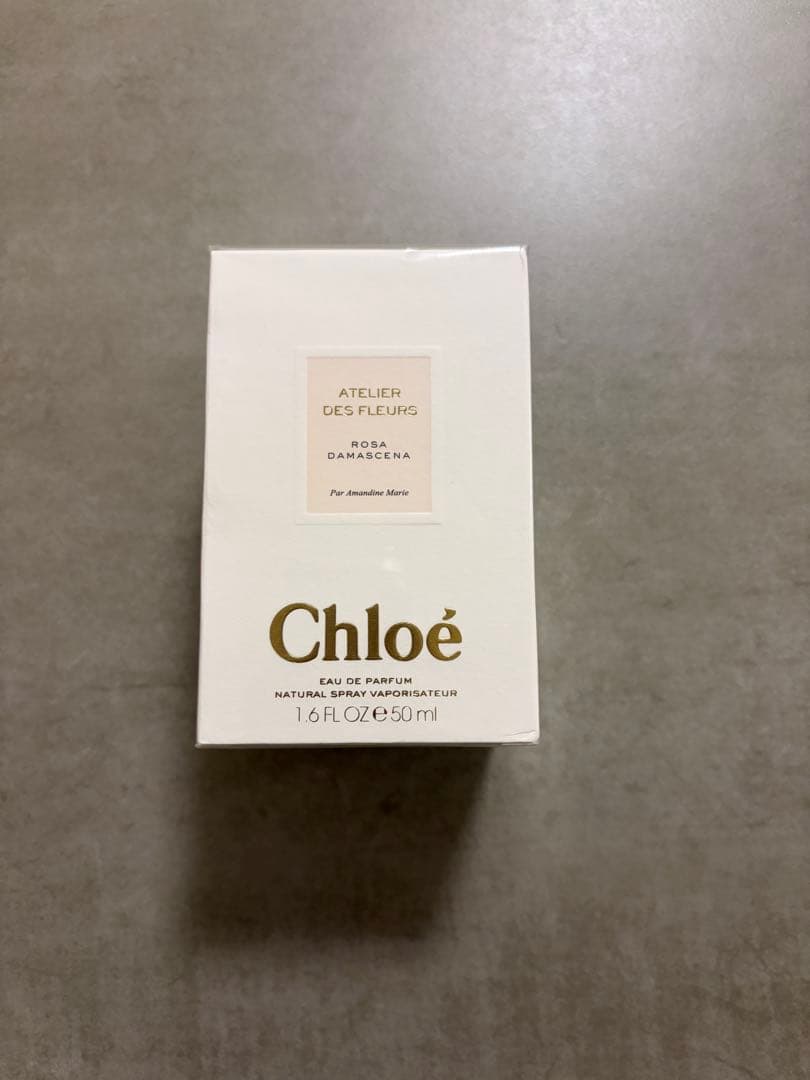 ATELIER
DES FLEURS
ROSA
DAMASCENA
Par Amandine Marie
Chloé
EAU DE PARFUM
NATURAL SPRAY VAPORISATEUR
1.6 FL OZ ℮ 50 ml